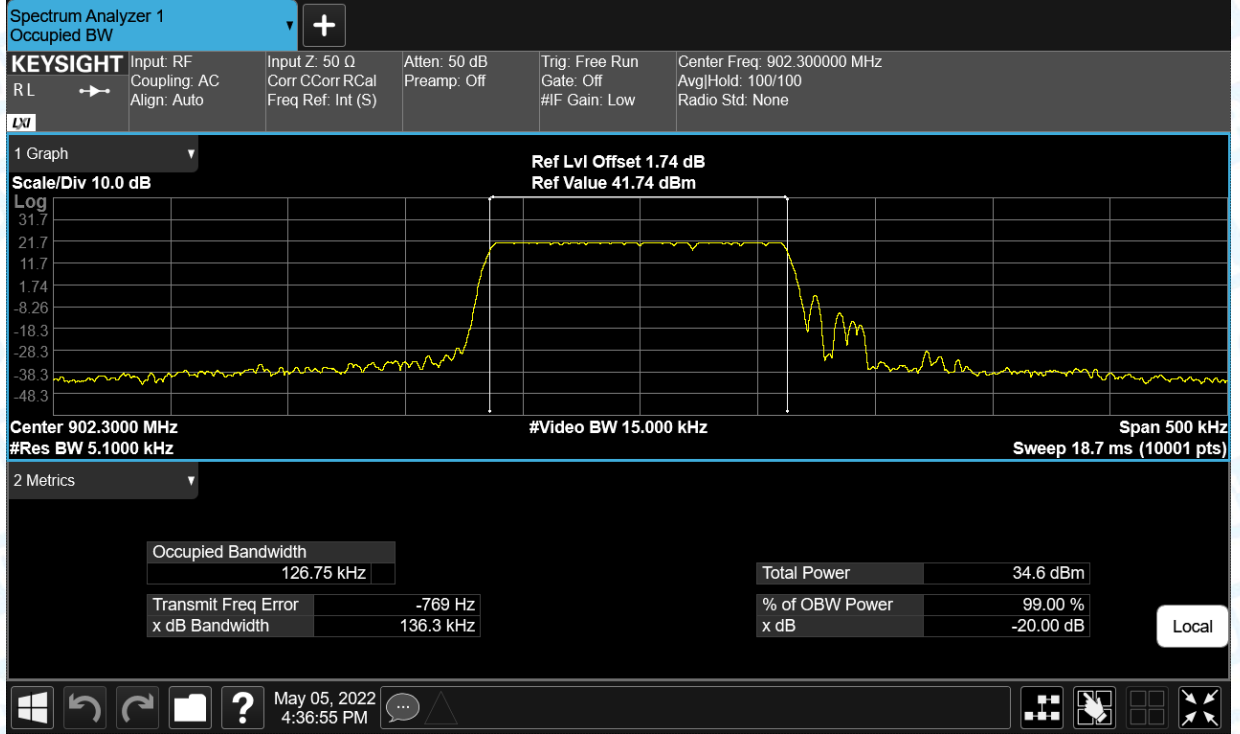 Spectrum Analyzer 1
Occupied BW
KEYSIGHT
RL
LXI
Input: RF
Coupling: AC
Align: Auto
Input Z: 50 Ω
Corr CCorr RCal
Freq Ref: Int (S)
Atten: 50 dB
Preamp: Off
Trig: Free Run
Gate: Off
#IF Gain: Low
Center Freq: 902.300000 MHz
Avg|Hold: 100/100
Radio Std: None
1 Graph
Ref Lvl Offset 1.74 dB
Scale/Div 10.0 dB
Ref Value 41.74 dBm
Log
31.7
21.7
11.7
1.74
-8.26
-18.3
-28.3
-38.3
-48.3
Center 902.3000 MHz
#Video BW 15.000 kHz
Span 500 kHz
#Res BW 5.1000 kHz
Sweep 18.7 ms (10001 pts)
2 Metrics
Occupied Bandwidth
126.75 kHz
Total Power 34.6 dBm
Transmit Freq Error -769 Hz
% of OBW Power 99.00 %
x dB Bandwidth 136.3 kHz
x dB -20.00 dB
Local
?
May 05, 2022
4:36:55 PM